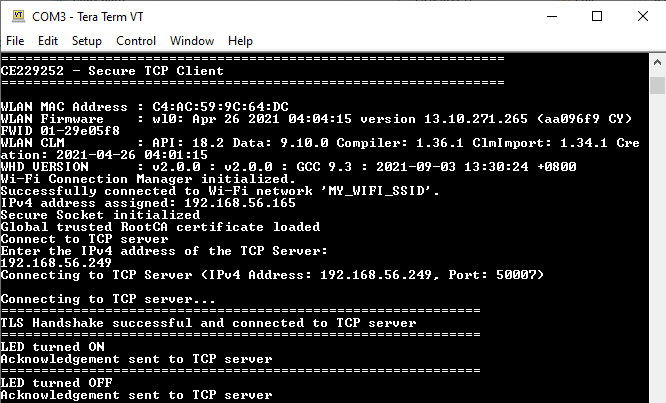 COM3 - Tera Term VT
File Edit Setup Control Window Help
===============================================================
CE229252 - Secure TCP Client
===============================================================
WLAN MAC Address : C4:AC:59:9C:64:DC
WLAN Firmware : wl0: Apr 26 2021 04:04:15 version 13.10.271.265 (aa096f9 CY)
FWID 01-29e05f8
WLAN CLM : API: 18.2 Data: 9.10.0 Compiler: 1.36.1 ClmImport: 1.34.1 Cre
ation: 2021-04-26 04:01:15
WHD VERSION : v2.0.0 : v2.0.0 : GCC 9.3 : 2021-09-03 13:30:24 +0800
Wi-Fi Connection Manager initialized.
Successfully connected to Wi-Fi network 'MY_WIFI_SSID'.
IPv4 address assigned: 192.168.56.165
Secure Socket initialized
Global trusted RootCA certificate loaded
Connect to TCP server
Enter the IPv4 address of the TCP Server:
192.168.56.249
Connecting to TCP Server (IPv4 Address: 192.168.56.249, Port: 50007)
Connecting to TCP server...
============================================================
TLS Handshake successful and connected to TCP server
============================================================
LED turned ON
Acknowledgement sent to TCP server
============================================================
LED turned OFF
Acknowledgement sent to TCP server